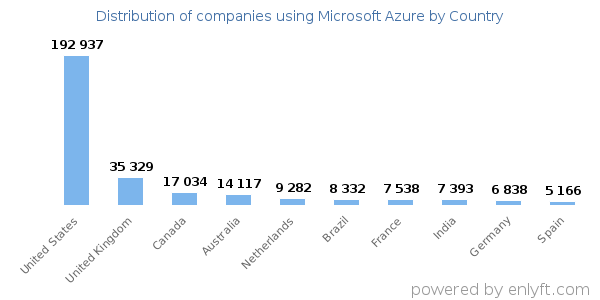 Distribution of companies using Microsoft Azure by Country
192 937
35 329
17 034
14 117
9 282
8 332
7 538
7 393
6 838
5 166
United States
United Kingdom
Canada
Australia
Netherlands
Brazil
France
India
Germany
Spain
powered by enlyft.com